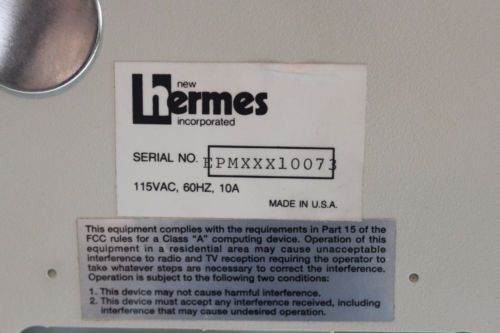 new
hermes
incorporated
SERIAL NO. EPMXXX10073
115VAC, 60HZ, 10A
MADE IN U.S.A.
This equipment complies with the requirements in Part 15 of the
FCC rules for a Class "A" computing device. Operation of this
equipment in a residential area may cause unacceptable
interference to radio and TV reception requiring the operator to
take whatever steps are necessary to correct the interference.
Operation is subject to the following two conditions:
1. This device may not cause harmful interference.
2. This device must accept any interference received, including
interference that may cause undesired operation.